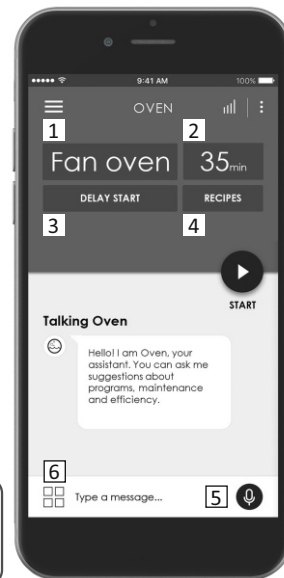 9:41 AM 100%
OVEN
1 2
Fan oven 35min
DELAY START RECIPES
3 4
START
Talking Oven
Hello! I am Oven, your
assistant. You can ask me
suggestions about
programs, maintenance
and efficiency.
6
Type a message... 5